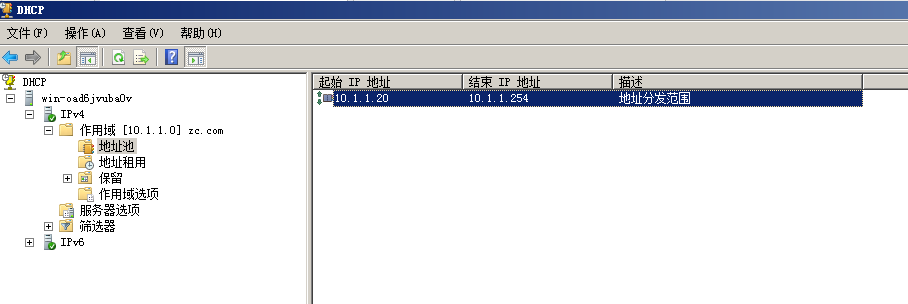 DHCP
文件(F) 操作(A) 查看(V) 帮助(H)
DHCP
win-oad6jvuba0v
IPv4
作用域 [10.1.1.0] zc.com
地址池
地址租用
保留
作用域选项
服务器选项
筛选器
IPv6
起始 IP 地址 结束 IP 地址 描述
10.1.1.20 10.1.1.254 地址分发范围